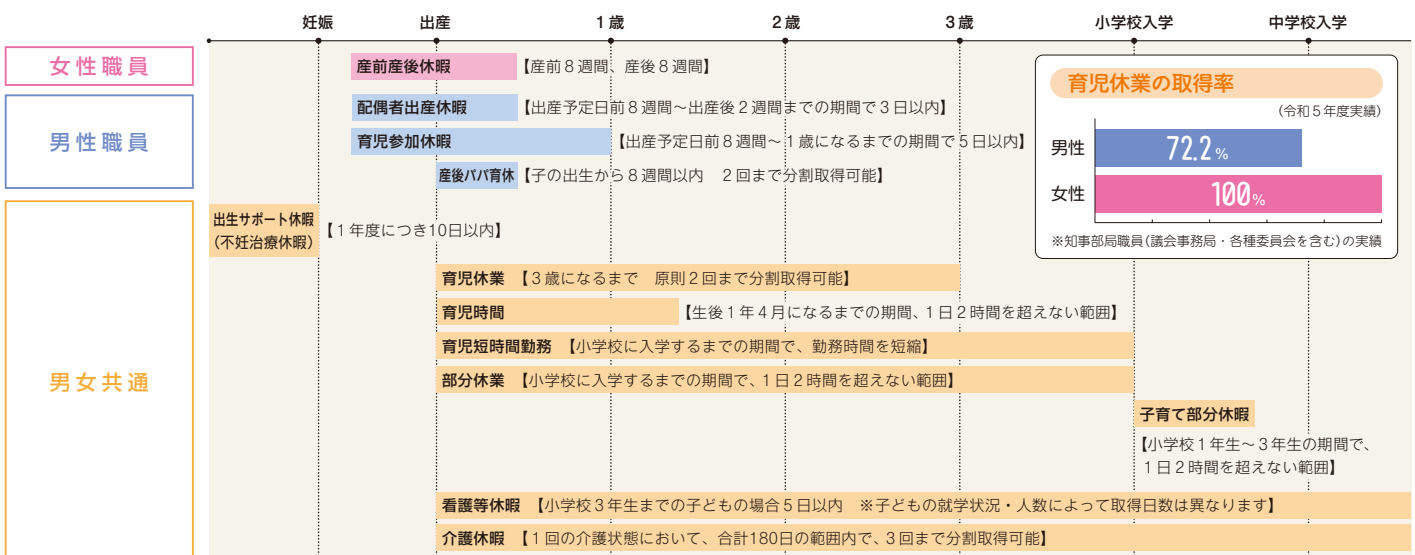 妊娠 出産 1歳 2歳 3歳 小学校入学 中学校入学
女性職員
産前産後休暇 【産前8週間、産後8週間】
男性職員
配偶者出産休暇 【出産予定日前8週間～出産後2週間までの期間で3日以内】
育児参加休暇 【出産予定日前8週間～1歳になるまでの期間で5日以内】
産後パパ育休 【子の出生から8週間以内　2回まで分割取得可能】
育児休業の取得率
(令和5年度実績)
男性 72.2%
女性 100%
※知事部局職員(議会事務局・各種委員会を含む)の実績
男女共通
出生サポート休暇
(不妊治療休暇)
【1年度につき10日以内】
育児休業 【3歳になるまで　原則2回まで分割取得可能】
育児時間 【生後1年4月になるまでの期間、1日2時間を超えない範囲】
育児短時間勤務 【小学校に入学するまでの期間で、勤務時間を短縮】
部分休業 【小学校に入学するまでの期間で、1日2時間を超えない範囲】
子育て部分休暇
【小学校1年生～3年生の期間で、
1日2時間を超えない範囲】
看護等休暇 【小学校3年生までの子どもの場合5日以内　※子どもの就学状況・人数によって取得日数は異なります】
介護休暇 【1回の介護状態において、合計180日の範囲内で、3回まで分割取得可能】